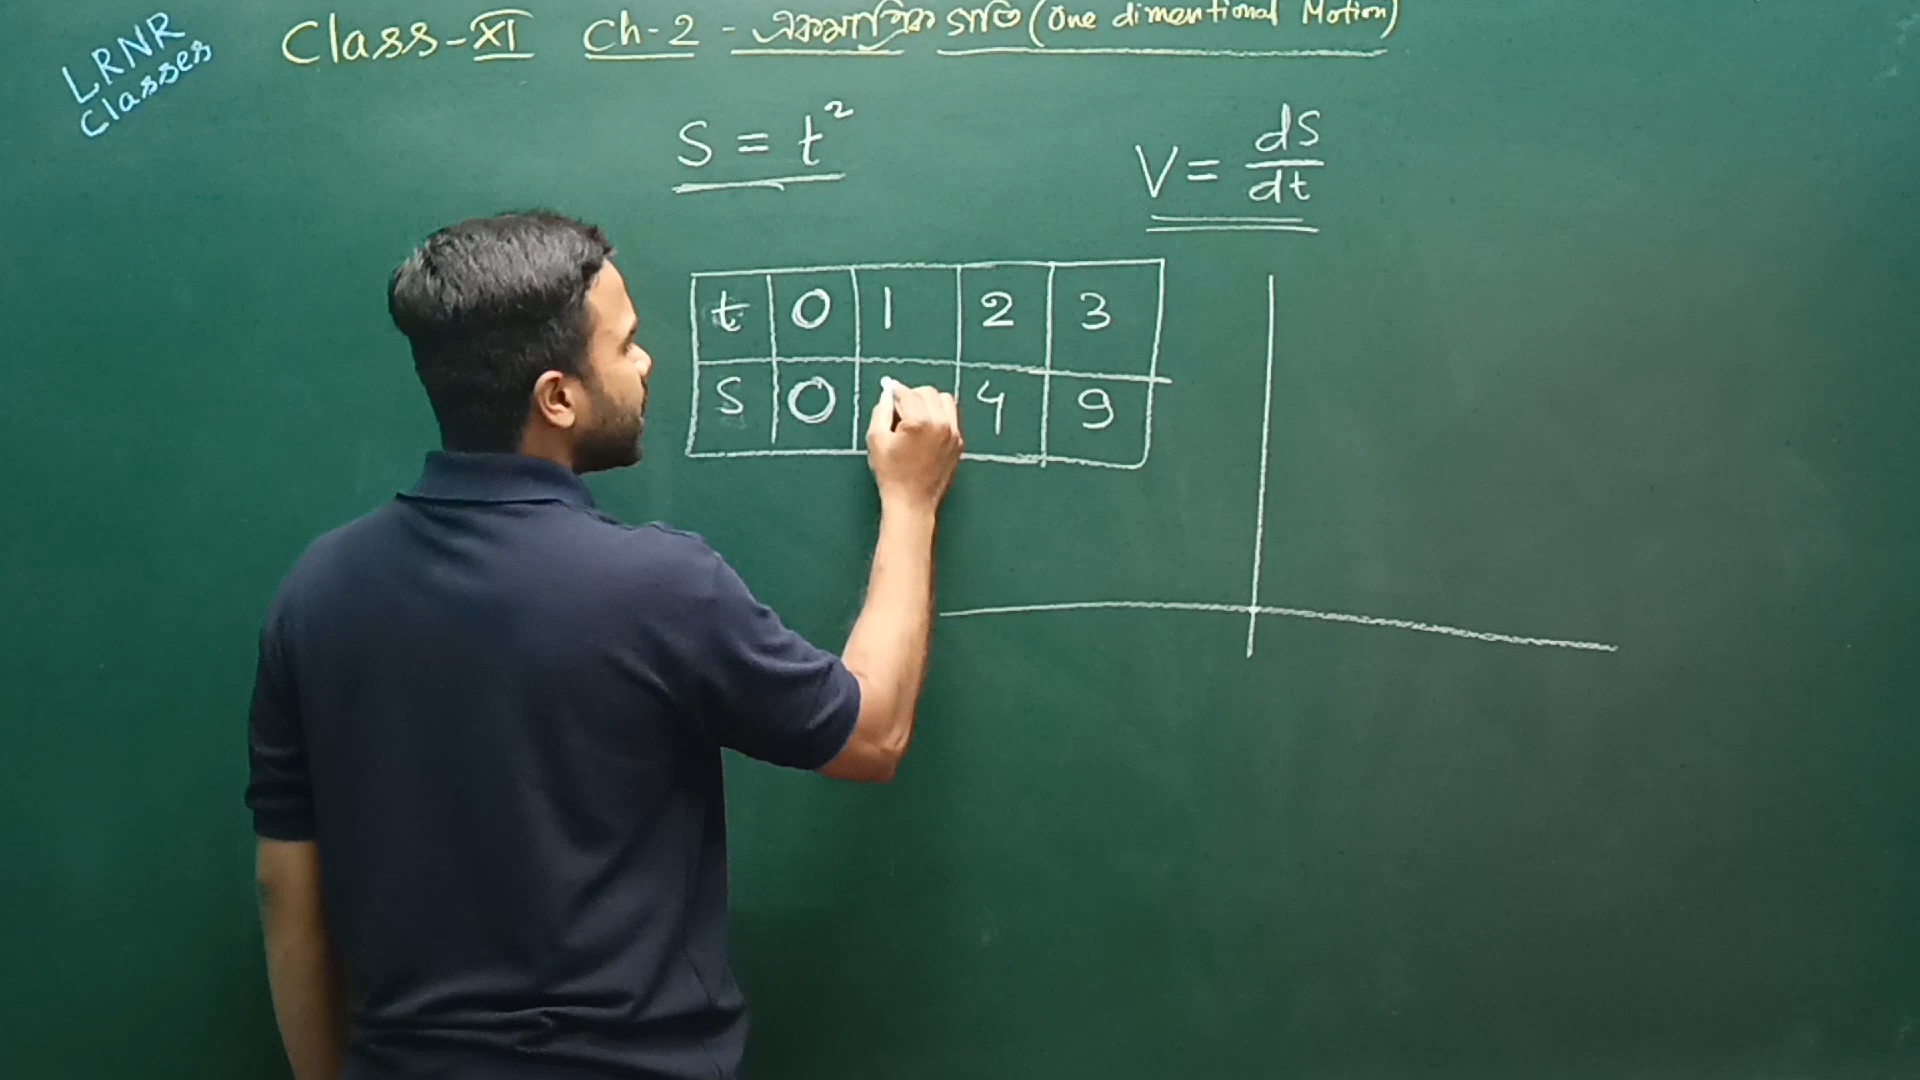 LRNR
Classes
Class-XI Ch-2 - একমাত্রিক গতি (One dimentional Motion)
S = t²
V = dS/dt
t 0 1 2 3
S 0 4 9